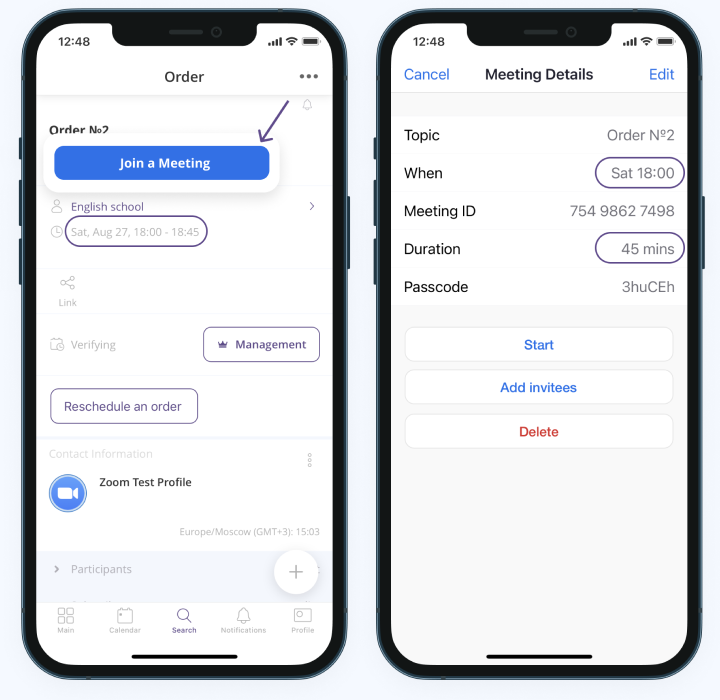 12:48
Order
Order №2
Join a Meeting
English school
Sat, Aug 27, 18:00 - 18:45
Link
Verifying
Management
Reschedule an order
Contact Information
Zoom Test Profile
Europe/Moscow (GMT+3): 15:03
Participants
Main
Calendar
Search
Notifications
Profile
12:48
Cancel
Meeting Details
Edit
Topic
Order Nº2
When
Sat 18:00
Meeting ID
754 9862 7498
Duration
45 mins
Passcode
3huCEh
Start
Add invitees
Delete